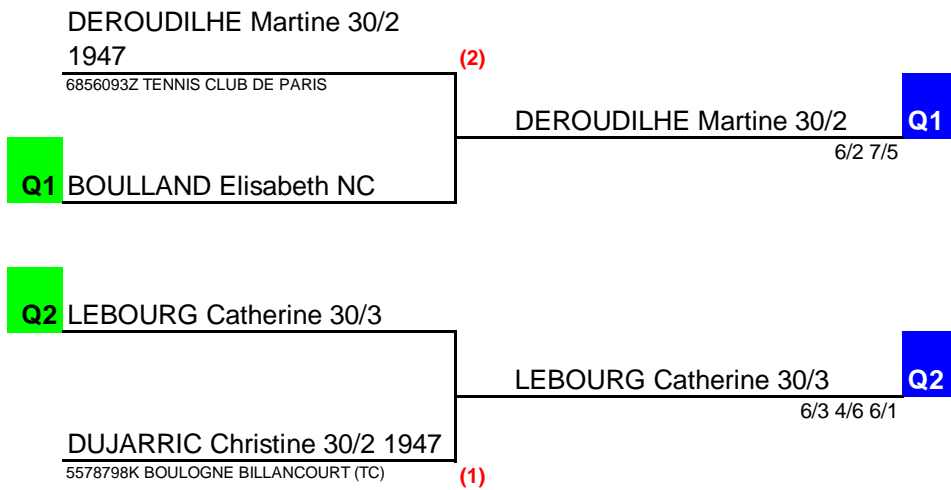 DEROUDILHE Martine 30/2
1947
(2)
6856093Z TENNIS CLUB DE PARIS
DEROUDILHE Martine 30/2
Q1
6/2 7/5
Q1 BOULLAND Elisabeth NC
Q2 LEBOURG Catherine 30/3
LEBOURG Catherine 30/3
Q2
6/3 4/6 6/1
DUJARRIC Christine 30/2 1947
5578798K BOULOGNE BILLANCOURT (TC)
(1)